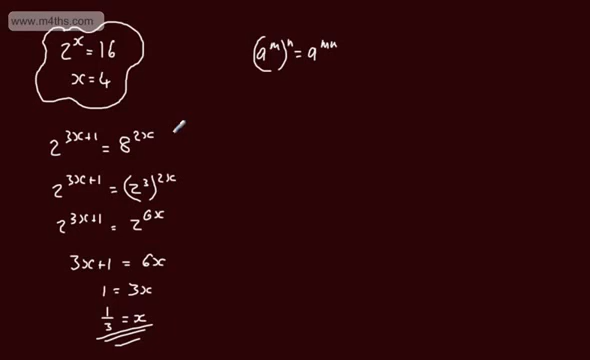 www.m4ths.com
2^x = 16
x = 4
(a^m)^n = a^mn
2^3x+1 = 8^2x
2^3x+1 = (2^3)^2x
2^3x+1 = 2^6x
3x+1 = 6x
1 = 3x
1/3 = x